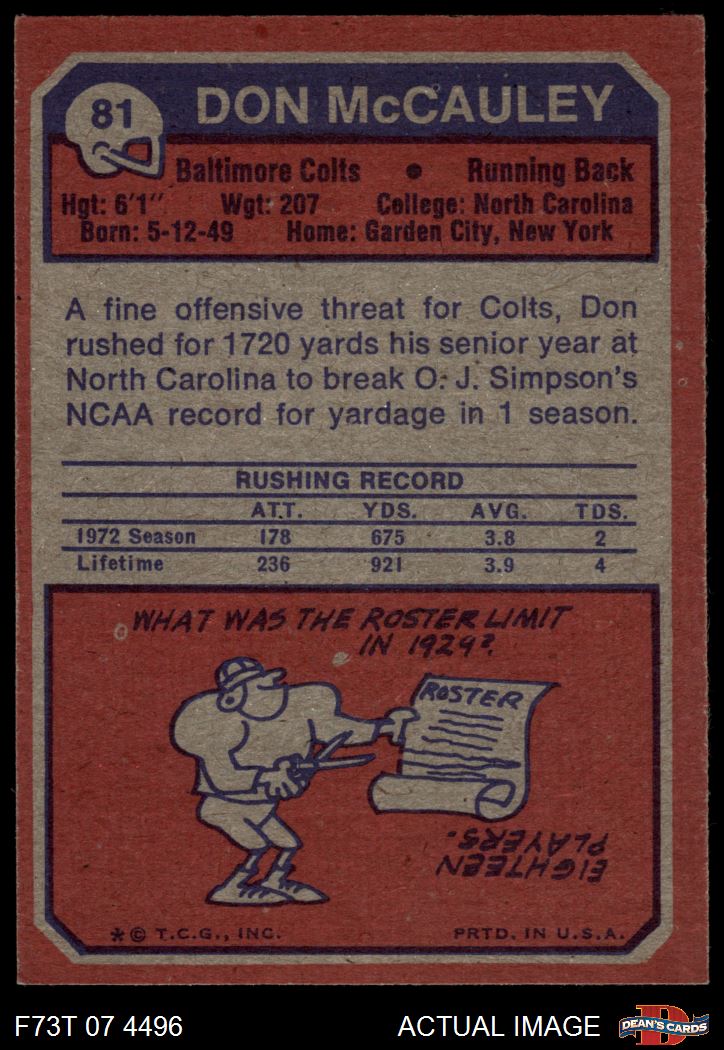 81
DON McCAULEY
Baltimore Colts • Running Back
Hgt: 6'1" Wgt: 207 College: North Carolina
Born: 5-12-49 Home: Garden City, New York
A fine offensive threat for Colts, Don
rushed for 1720 yards his senior year at
North Carolina to break O. J. Simpson's
NCAA record for yardage in 1 season.
RUSHING RECORD
ATT. YDS. AVG. TDS.
1972 Season 178 675 3.8 2
Lifetime 236 921 3.9 4
WHAT WAS THE ROSTER LIMIT
IN 1929?
ROSTER
EIGHTEEN
PLAYERS.
* © T.C.G., INC. PRTD. IN U.S.A.
F73T 07 4496 ACTUAL IMAGE D
DEAN'S CARDS